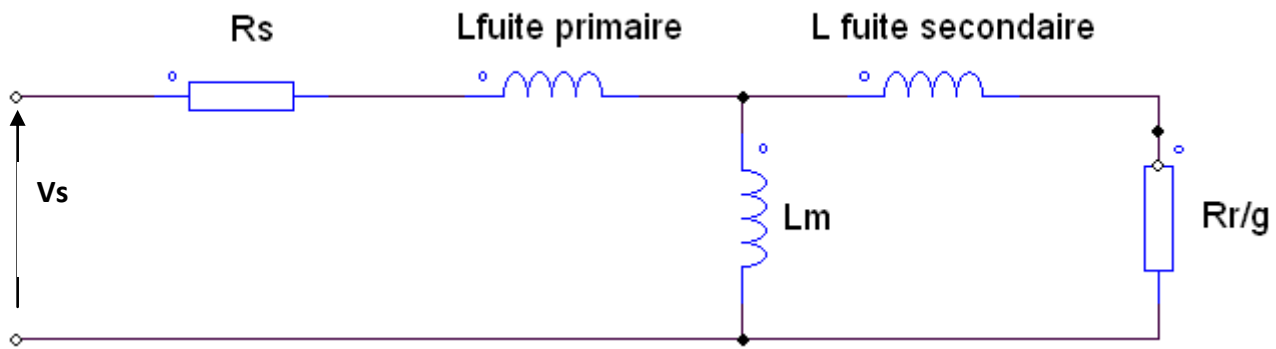 Rs
Lfuite primaire
L fuite secondaire
Vs
Lm
Rr/g